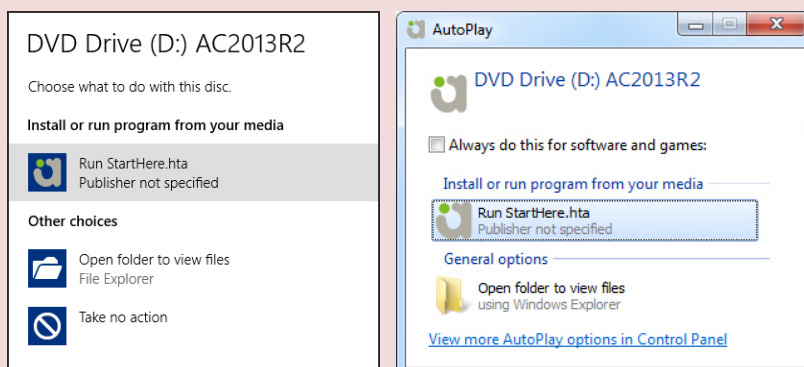 DVD Drive (D:) AC2013R2
Choose what to do with this disc.
Install or run program from your media
Run StartHere.hta
Publisher not specified
Other choices
Open folder to view files
File Explorer
Take no action
AutoPlay
DVD Drive (D:) AC2013R2
Always do this for software and games:
Install or run program from your media
Run StartHere.hta
Publisher not specified
General options
Open folder to view files
using Windows Explorer
View more AutoPlay options in Control Panel